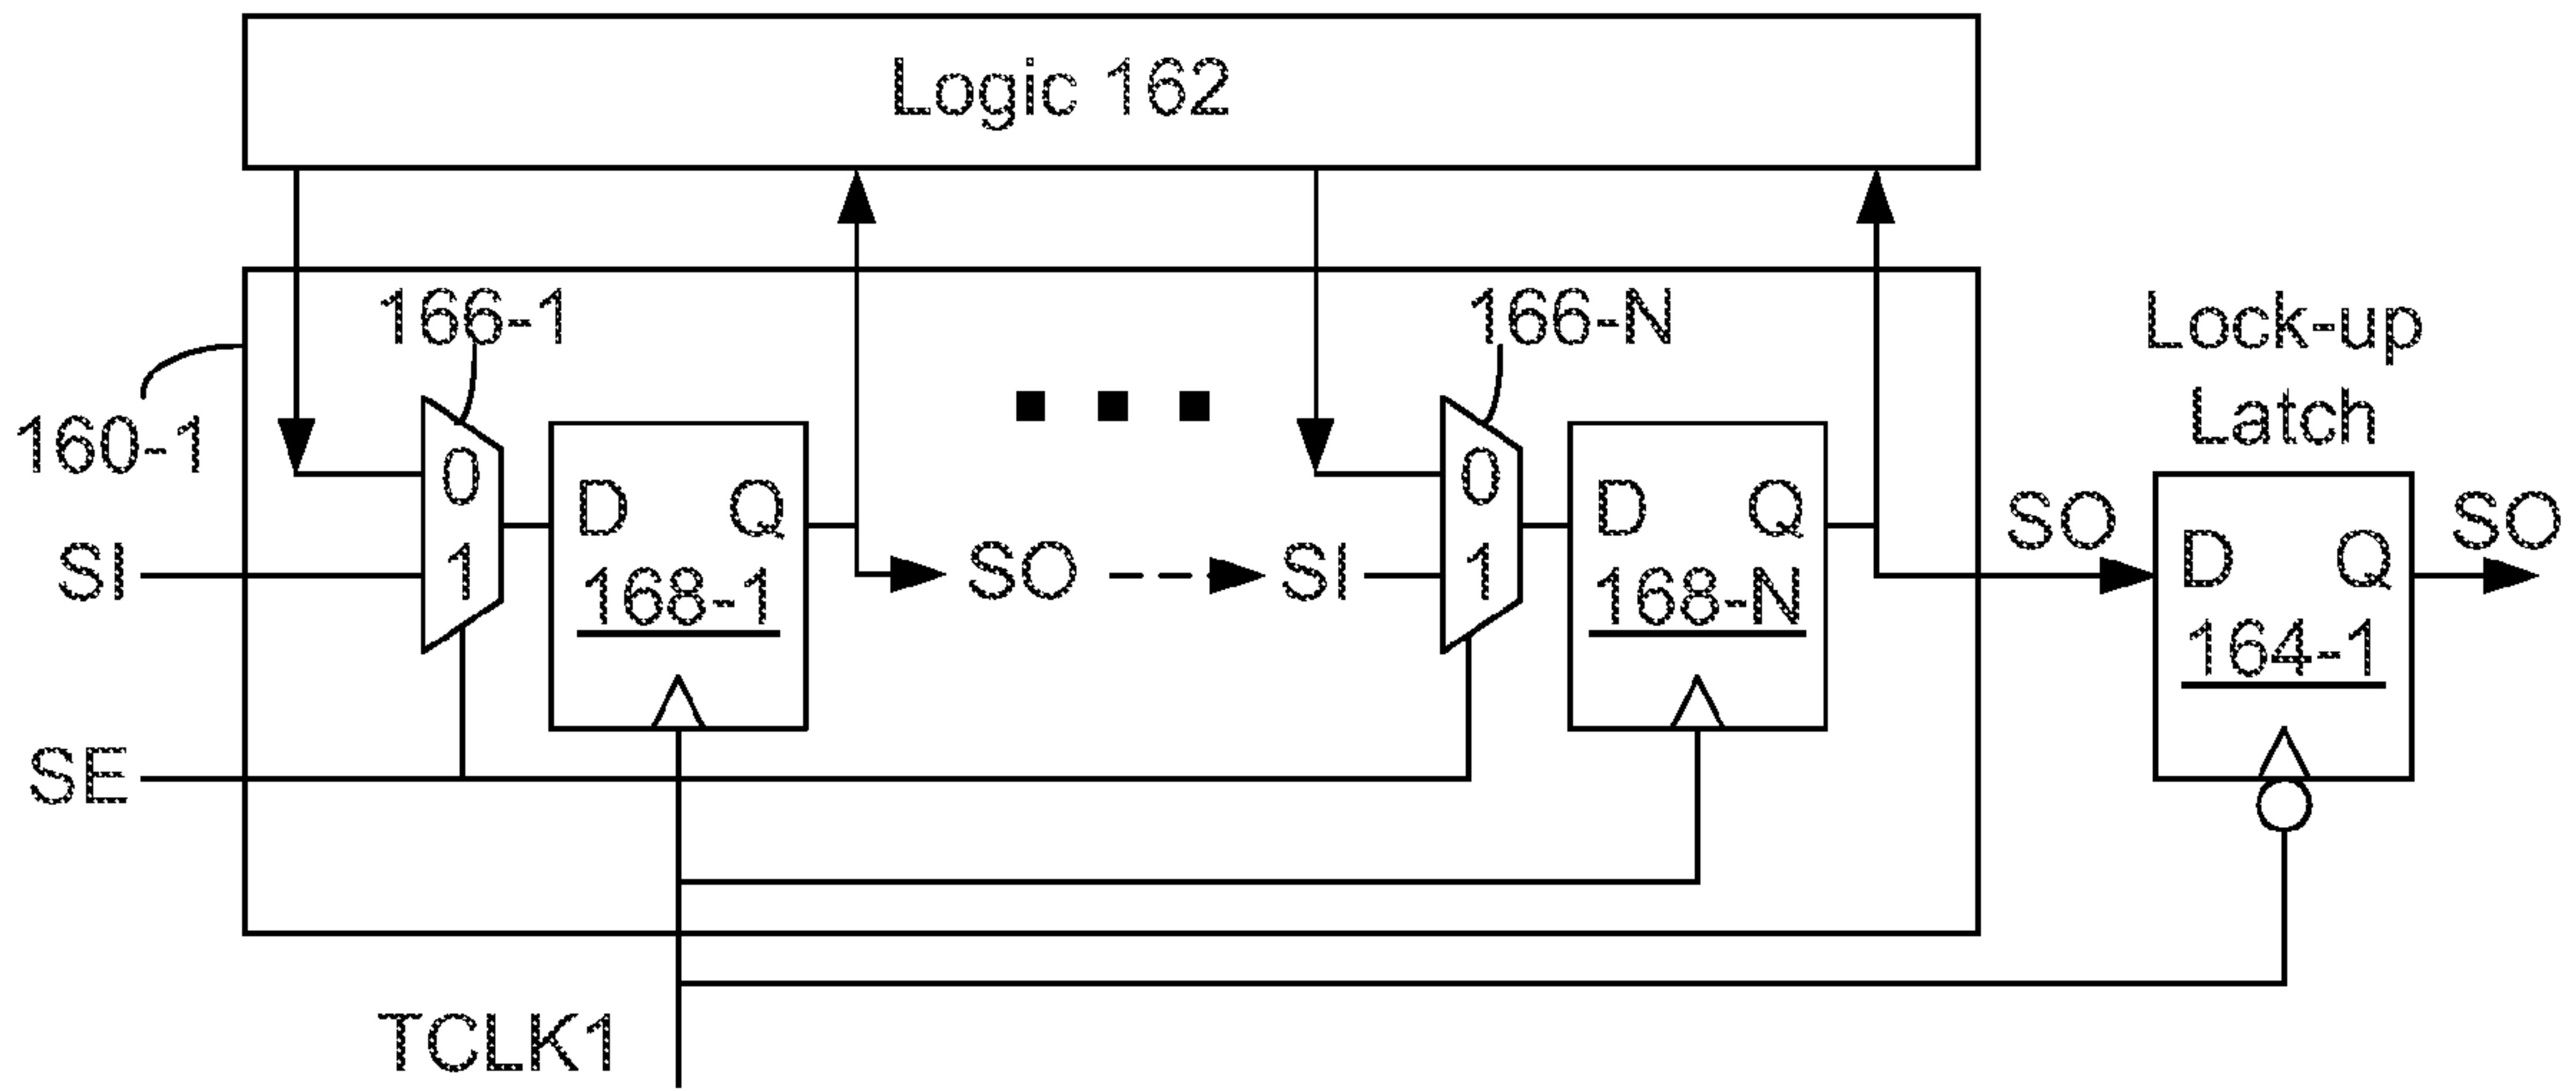 Logic 162
166-1
166-N
Lock-up
Latch
160-1
0
D Q
0
D Q
SO
SO
SI
1
168-1
SO
SI
1
168-N
D Q
164-1
SE
TCLK1